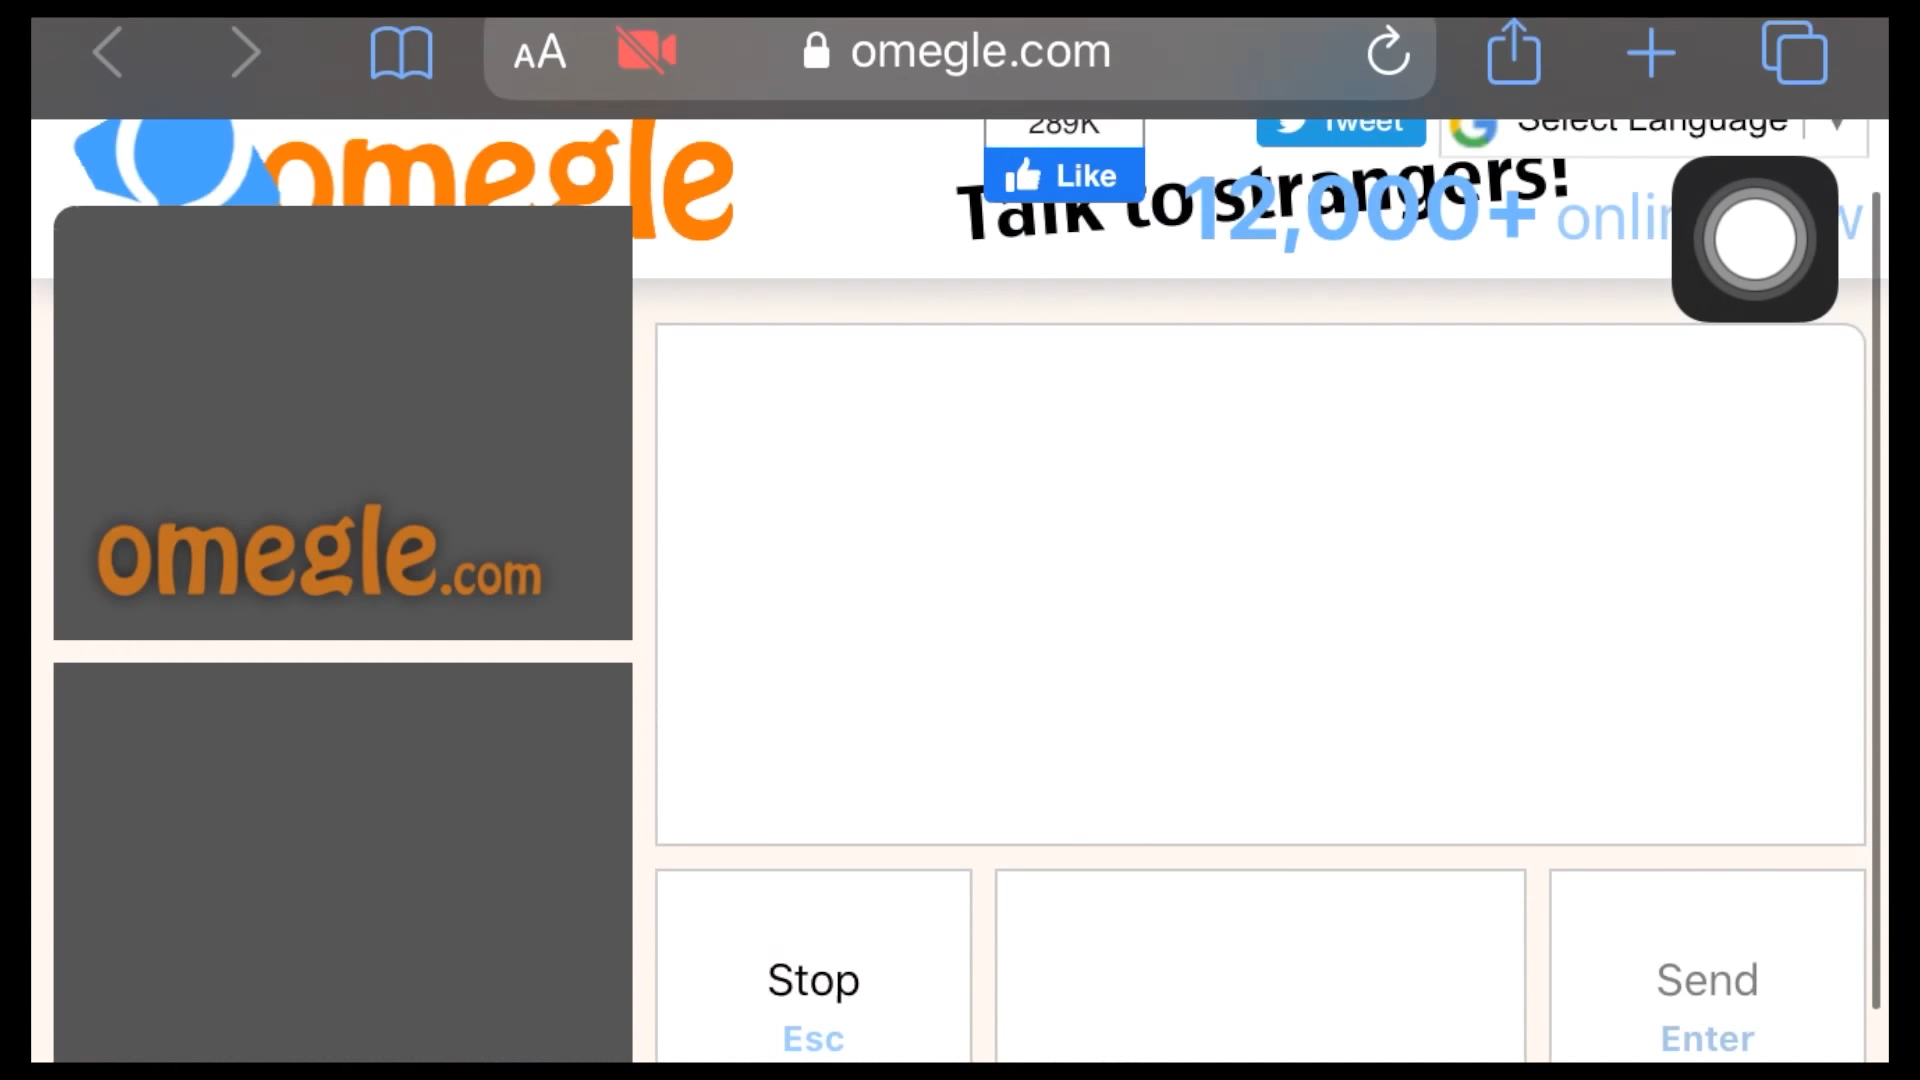 AA omegle.com
289K Tweet Select Language
omegle Like Talk to strangers!
12,000+
omegle.com
Stop Send
Esc Enter